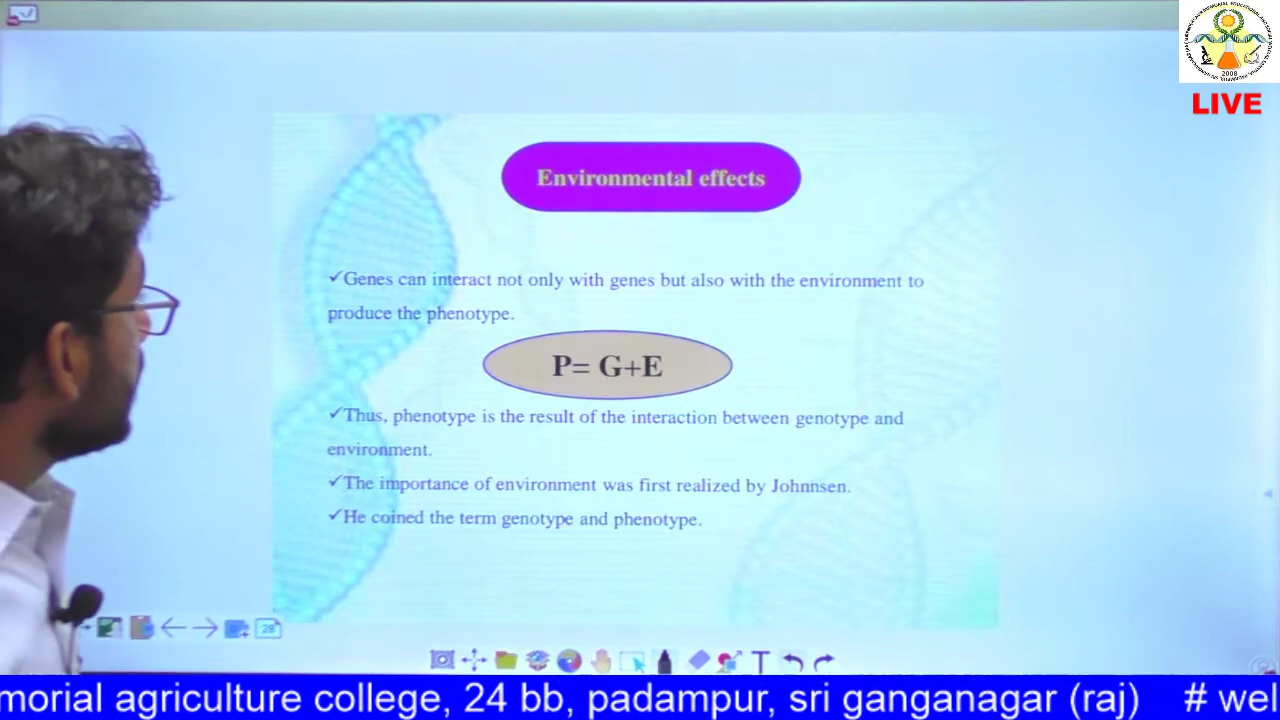 2008
LIVE
Environmental effects
✓Genes can interact not only with genes but also with the environment to
produce the phenotype.
P= G+E
✓Thus, phenotype is the result of the interaction between genotype and
environment.
✓The importance of environment was first realized by Johnnsen.
✓He coined the term genotype and phenotype.
28
T
morial agriculture college, 24 bb, padampur, sri ganganagar (raj) # wel